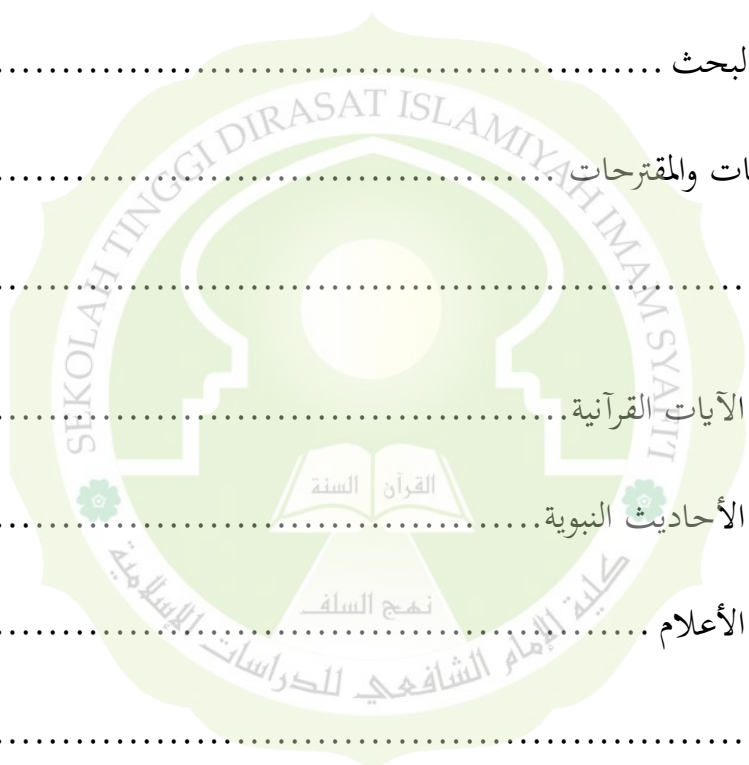 لبحث ........................................................
ات والمقترحات ........................................................
........................................................
الآيات القرآنية ........................................................
الأحاديث النبوية ........................................................
الأعلام ........................................................
........................................................
SEKOLAH TINGGI DIRASAT ISLAMIYAH IMAM SYAFI'I
القرآن السنة
نهج السلف
كلية الإمام الشافعي للدراسات الإسلامية